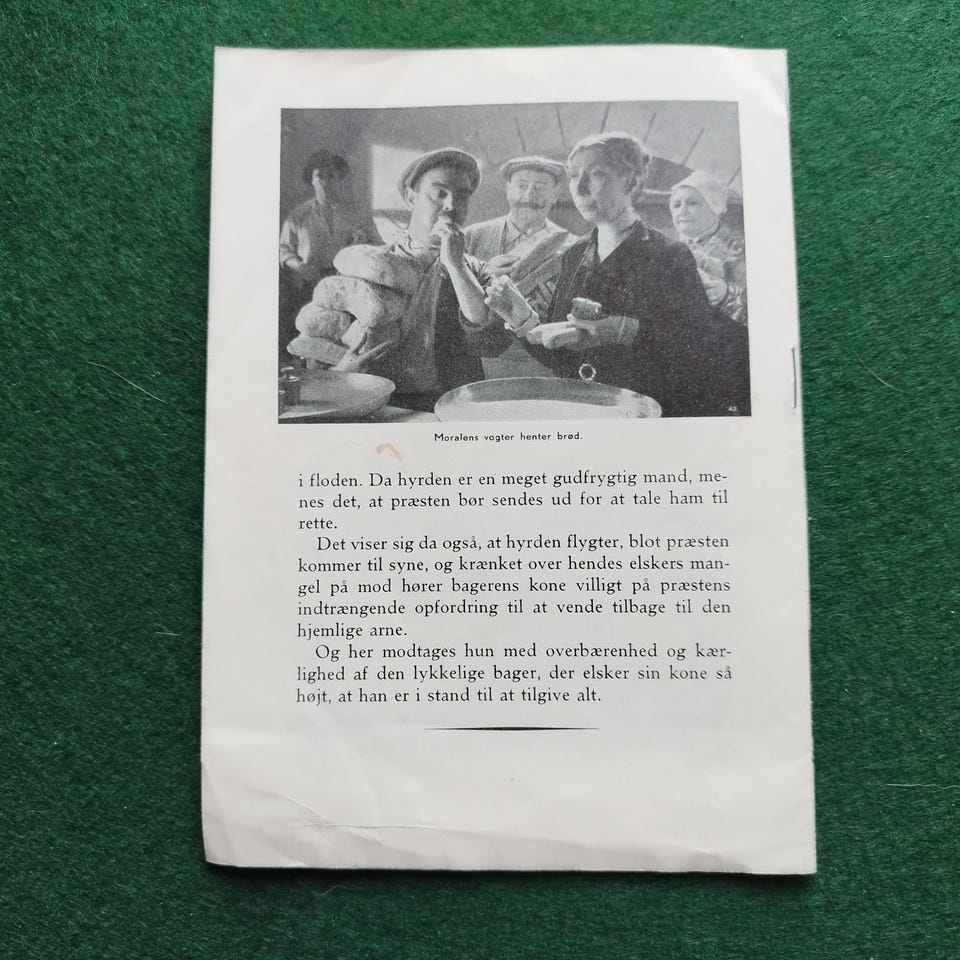 Moralens vogter henter brød.
i floden. Da hyrden er en meget gudfrygtig mand, me-
nes det, at præsten bør sendes ud for at tale ham til
rette.
Det viser sig da også, at hyrden flygter, blot præsten
kommer til syne, og krænket over hendes elskers man-
gel på mod hører bagerens kone villigt på præstens
indtrængende opfordring til at vende tilbage til den
hjemlige arne.
Og her modtages hun med overbærenhed og kær-
lighed af den lykkelige bager, der elsker sin kone så
højt, at han er i stand til at tilgive alt.